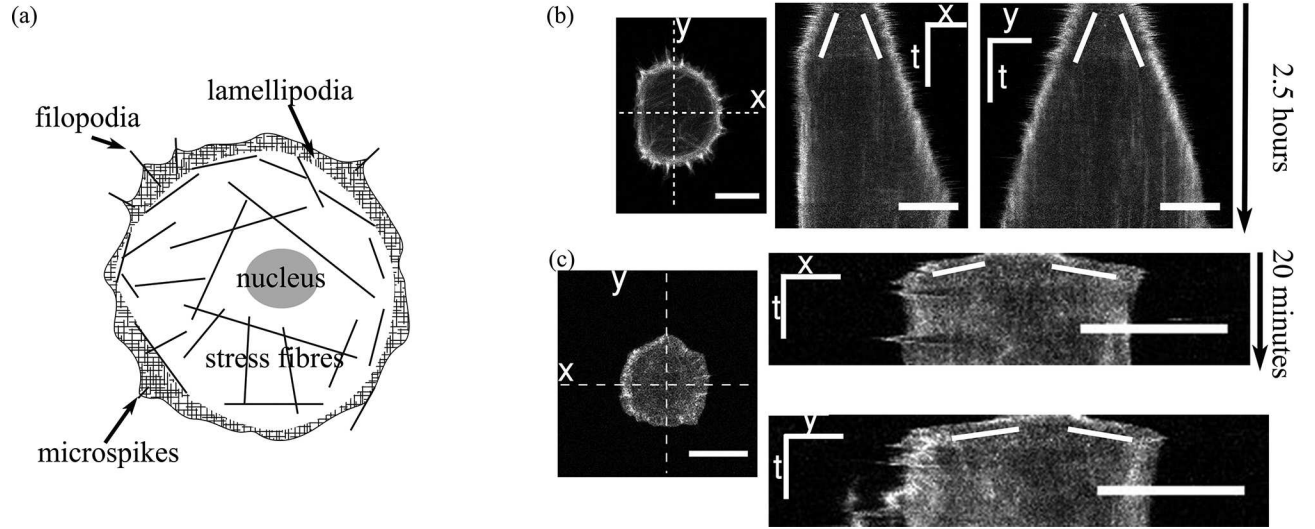 (a)
filopodia
lamellipodia
nucleus
stress fibres
microspikes
(b)
y
x
x
t
y
t
2.5 hours
(c)
y
x
x
t
20 minutes
y
t